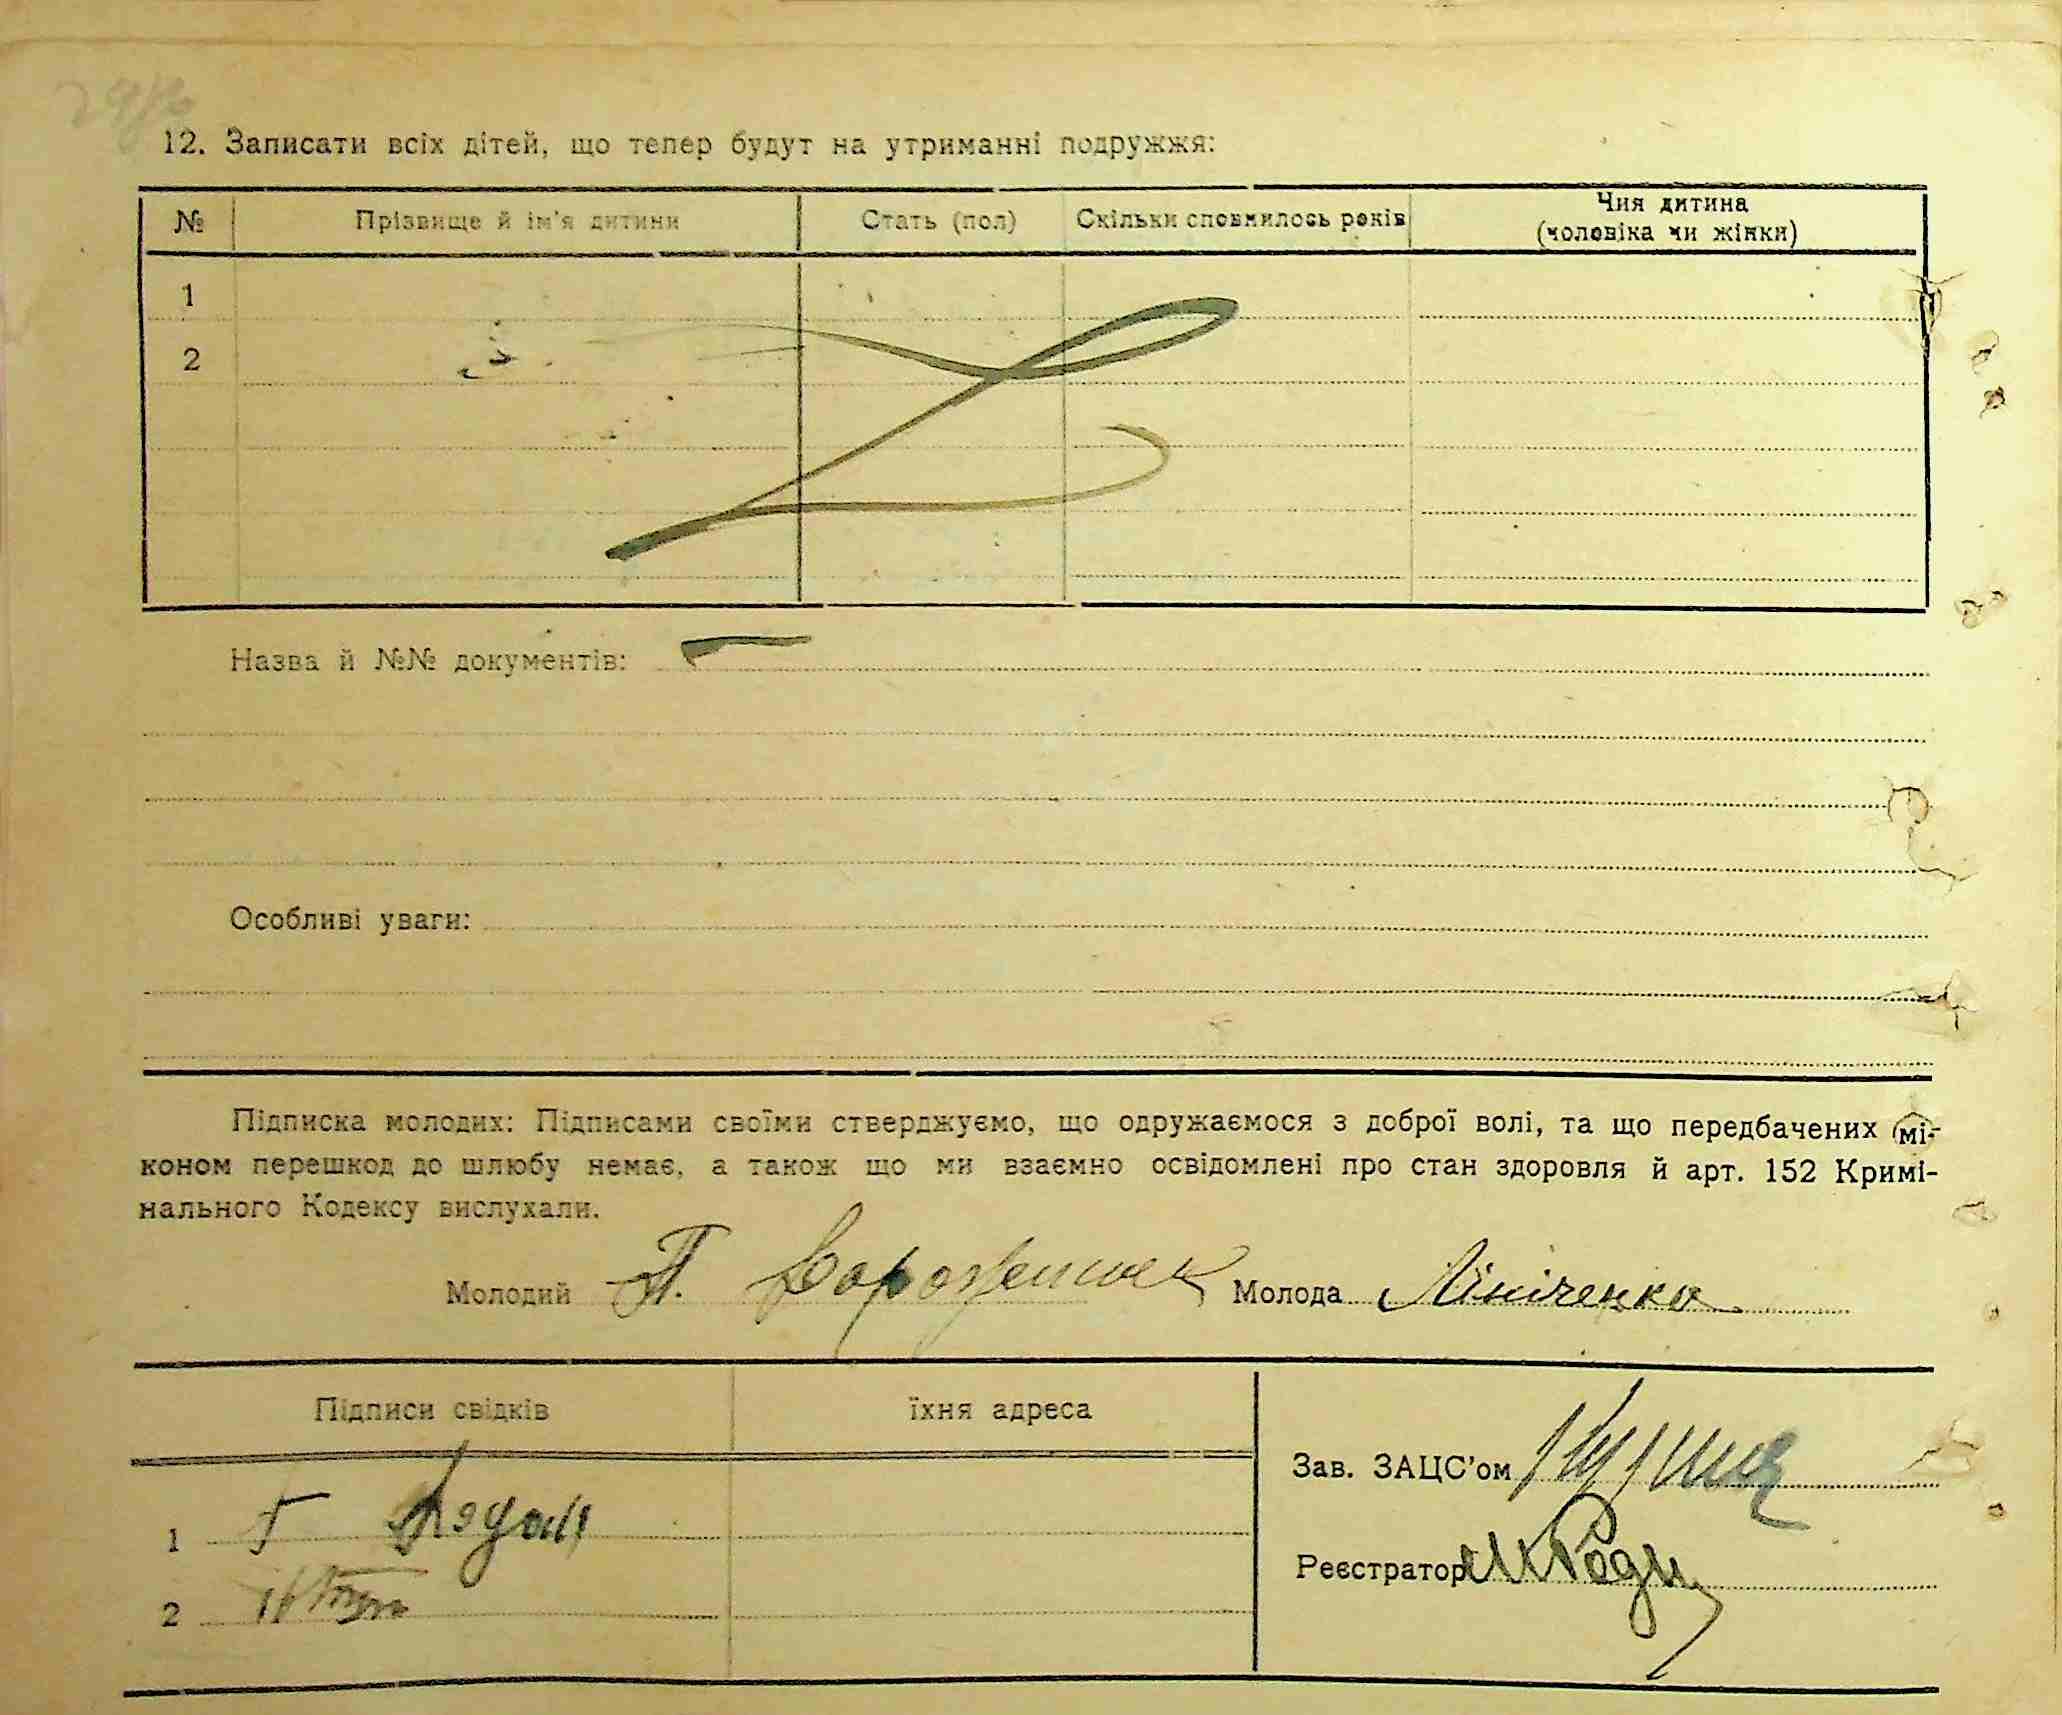 12. Записати всіх дітей, що тепер будут на утриманні подружжя:
№ Прізвище й ім'я дитини Стать (пол) Скільки сповнилось років Чия дитина
(чоловіка чи жінки)
1
2
Назва й №№ документів:
Особливі уваги:
Підписка молодих: Підписами своїми стверджуємо, що одружаємося з доброї волі, та що передбачених
коном перешкод до шлюбу немає, а також що ми взаємно освідомлені про стан здоровля й арт. 152 Кримі-
нального Кодексу вислухали.
Молодий П. Молода Лініченко
Підписи свідків їхня адреса
Зав. ЗАЦС'ом
1
Реєстратор
2